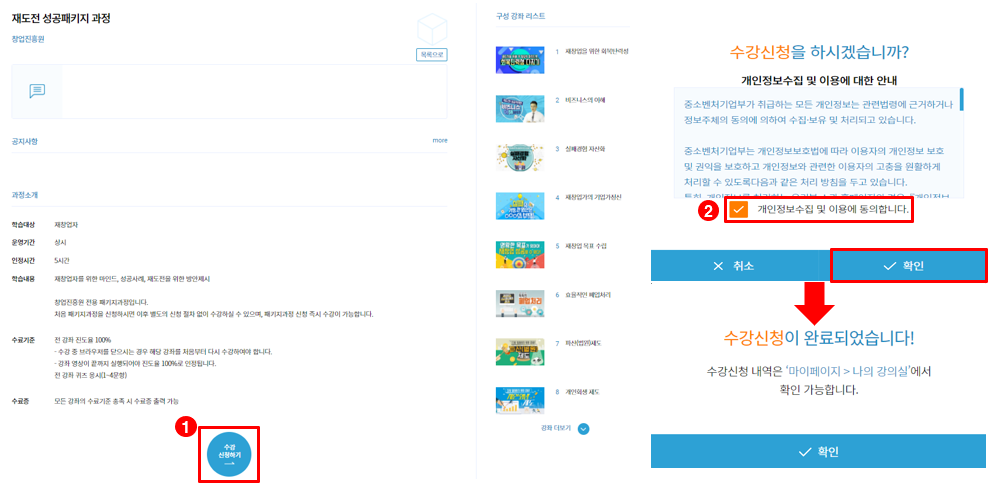 재도전 성공패키지 과정
창업진흥원
목록으로
공지사항
more
과정소개
학습대상 재창업자
운영기간 상시
인정시간 5시간
학습내용 재창업자를 위한 마인드, 성공사례, 재도전을 위한 방안제시
창업진흥원 전용 패키지과정입니다.
처음 패키지과정을 신청하시면 이후 별도의 신청 절차 없이 수강하실 수 있으며, 패키지과정 신청 즉시 수강이 가능합니다.
수료기준 전 강좌 진도율 100%
- 수강 중 브라우저를 닫으시는 경우 해당 강좌를 처음부터 다시 수강하여야 합니다.
- 강좌 영상이 끝까지 실행되어야 진도율 100%로 인정됩니다.
전 강좌 퀴즈 응시(1~4문항)
수료증 모든 강좌의 수료기준 충족 시 수료증 출력 가능
1
수강
신청하기
구성 강좌 리스트
1 재창업을 위한 회복탄력성
2 비즈니스의 이해
3 실패경험 자산화
4 재창업가의 기업가정신
5 재창업 목표 수립
6 효율적인 폐업처리
7 파산(법원)제도
8 개인회생 제도
강좌 더보기
수강신청을 하시겠습니까?
개인정보수집 및 이용에 대한 안내
중소벤처기업부가 취급하는 모든 개인정보는 관련법령에 근거하거나
정보주체의 동의에 의하여 수집·보유 및 처리되고 있습니다.
중소벤처기업부는 개인정보보호법에 따라 이용자의 개인정보 보호
및 권익을 보호하고 개인정보와 관련한 이용자의 고충을 원활하게
처리할 수 있도록다음과 같은 처리 방침을 두고 있습니다.
2
개인정보수집 및 이용에 동의합니다.
취소
확인
수강신청이 완료되었습니다!
수강신청 내역은 '마이페이지 > 나의 강의실'에서
확인 가능합니다.
확인